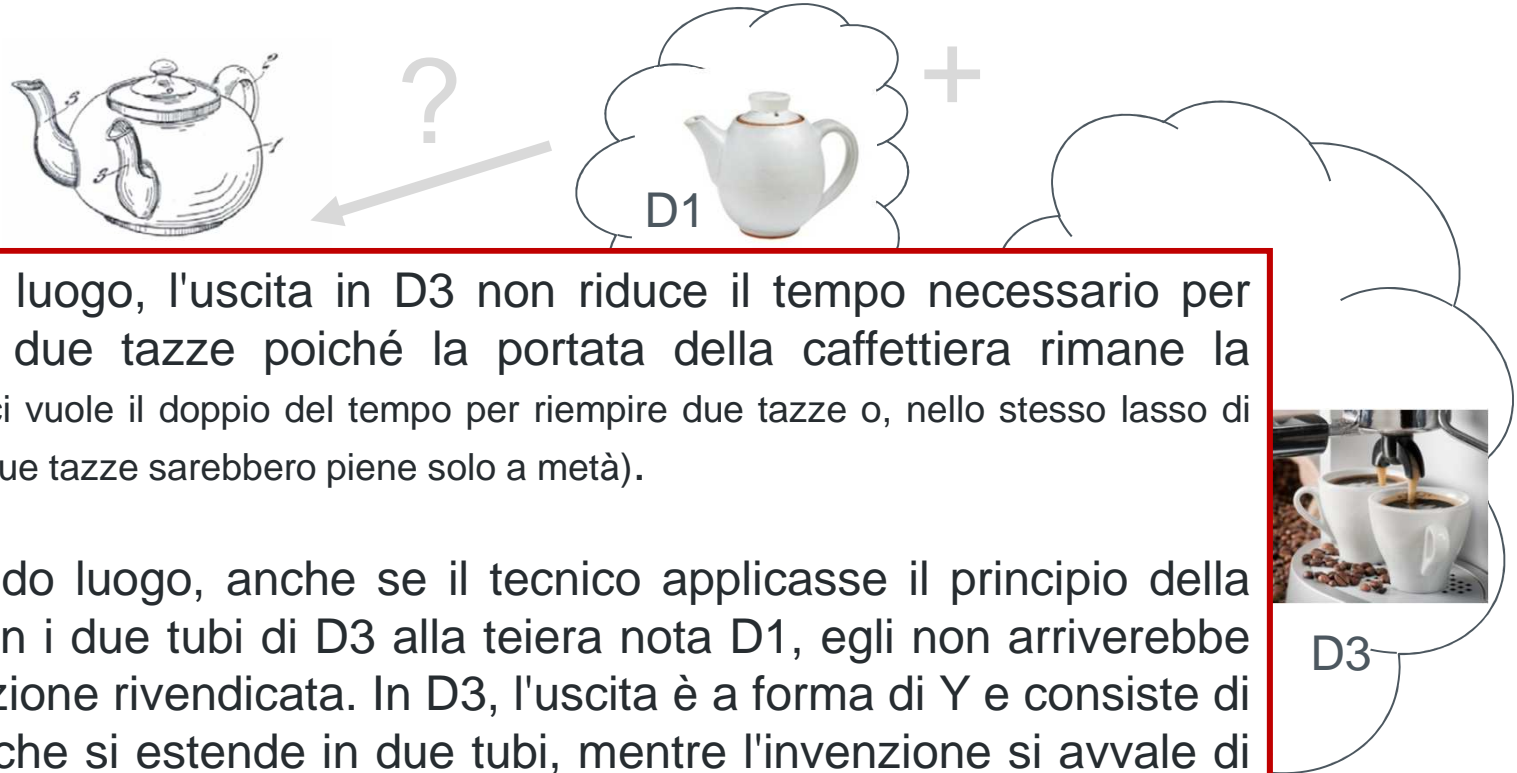 ?
+
D1
luogo, l'uscita in D3 non riduce il tempo necessario per
due tazze poiché la portata della caffettiera rimane la
ci vuole il doppio del tempo per riempire due tazze o, nello stesso lasso di
ue tazze sarebbero piene solo a metà).
do luogo, anche se il tecnico applicasse il principio della
n i due tubi di D3 alla teiera nota D1, egli non arriverebbe
zione rivendicata. In D3, l'uscita è a forma di Y e consiste di
che si estende in due tubi, mentre l'invenzione si avvale di
D3